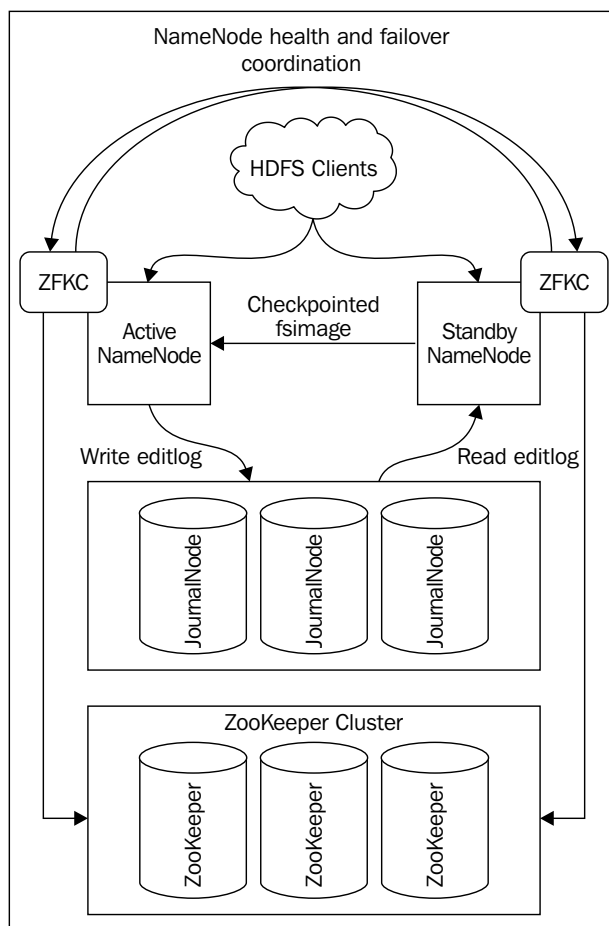 NameNode health and failover
coordination
HDFS Clients
ZFKC
ZFKC
Active
NameNode
Checkpointed
fsimage
Standby
NameNode
Write editlog
Read editlog
JournalNode
JournalNode
JournalNode
ZooKeeper Cluster
ZooKeeper
ZooKeeper
ZooKeeper